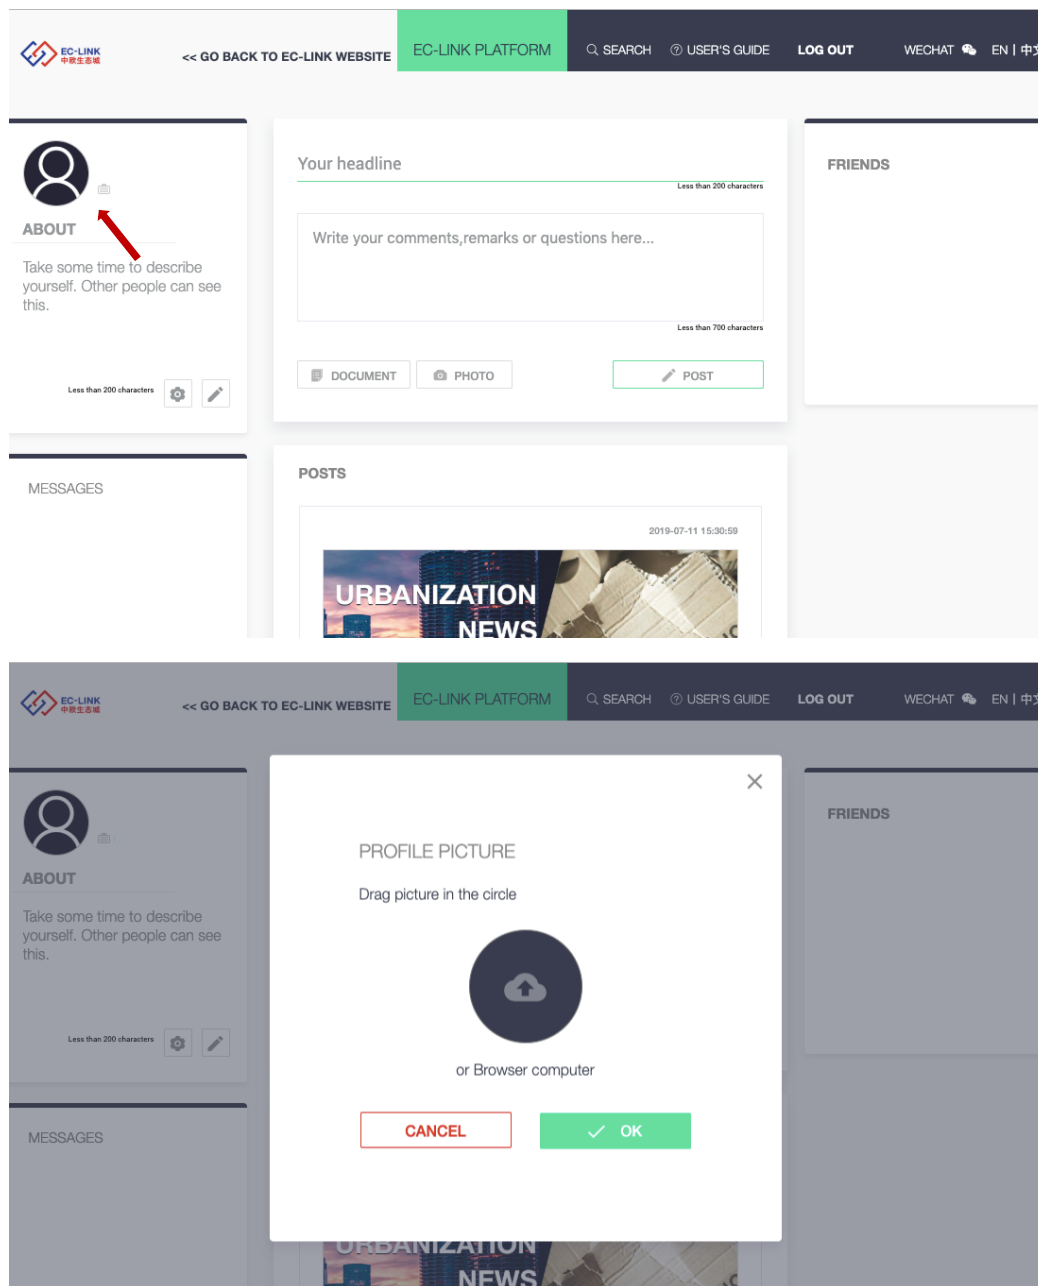 EC-LINK
中欧生态城
<< GO BACK TO EC-LINK WEBSITE
EC-LINK PLATFORM
SEARCH
USER'S GUIDE
LOG OUT
WECHAT
EN | 中文
ABOUT
Take some time to describe
yourself. Other people can see
this.
Less than 200 characters
MESSAGES
Your headline
Less than 200 characters
Write your comments,remarks or questions here...
Less than 700 characters
DOCUMENT
PHOTO
POST
POSTS
2019-07-11 15:30:59
URBANIZATION
NEWS
FRIENDS
EC-LINK
中欧生态城
<< GO BACK TO EC-LINK WEBSITE
EC-LINK PLATFORM
SEARCH
USER'S GUIDE
LOG OUT
WECHAT
EN | 中文
ABOUT
Take some time to describe
yourself. Other people can see
this.
Less than 200 characters
MESSAGES
PROFILE PICTURE
Drag picture in the circle
or Browser computer
CANCEL
OK
URBANIZATION
NEWS
FRIENDS